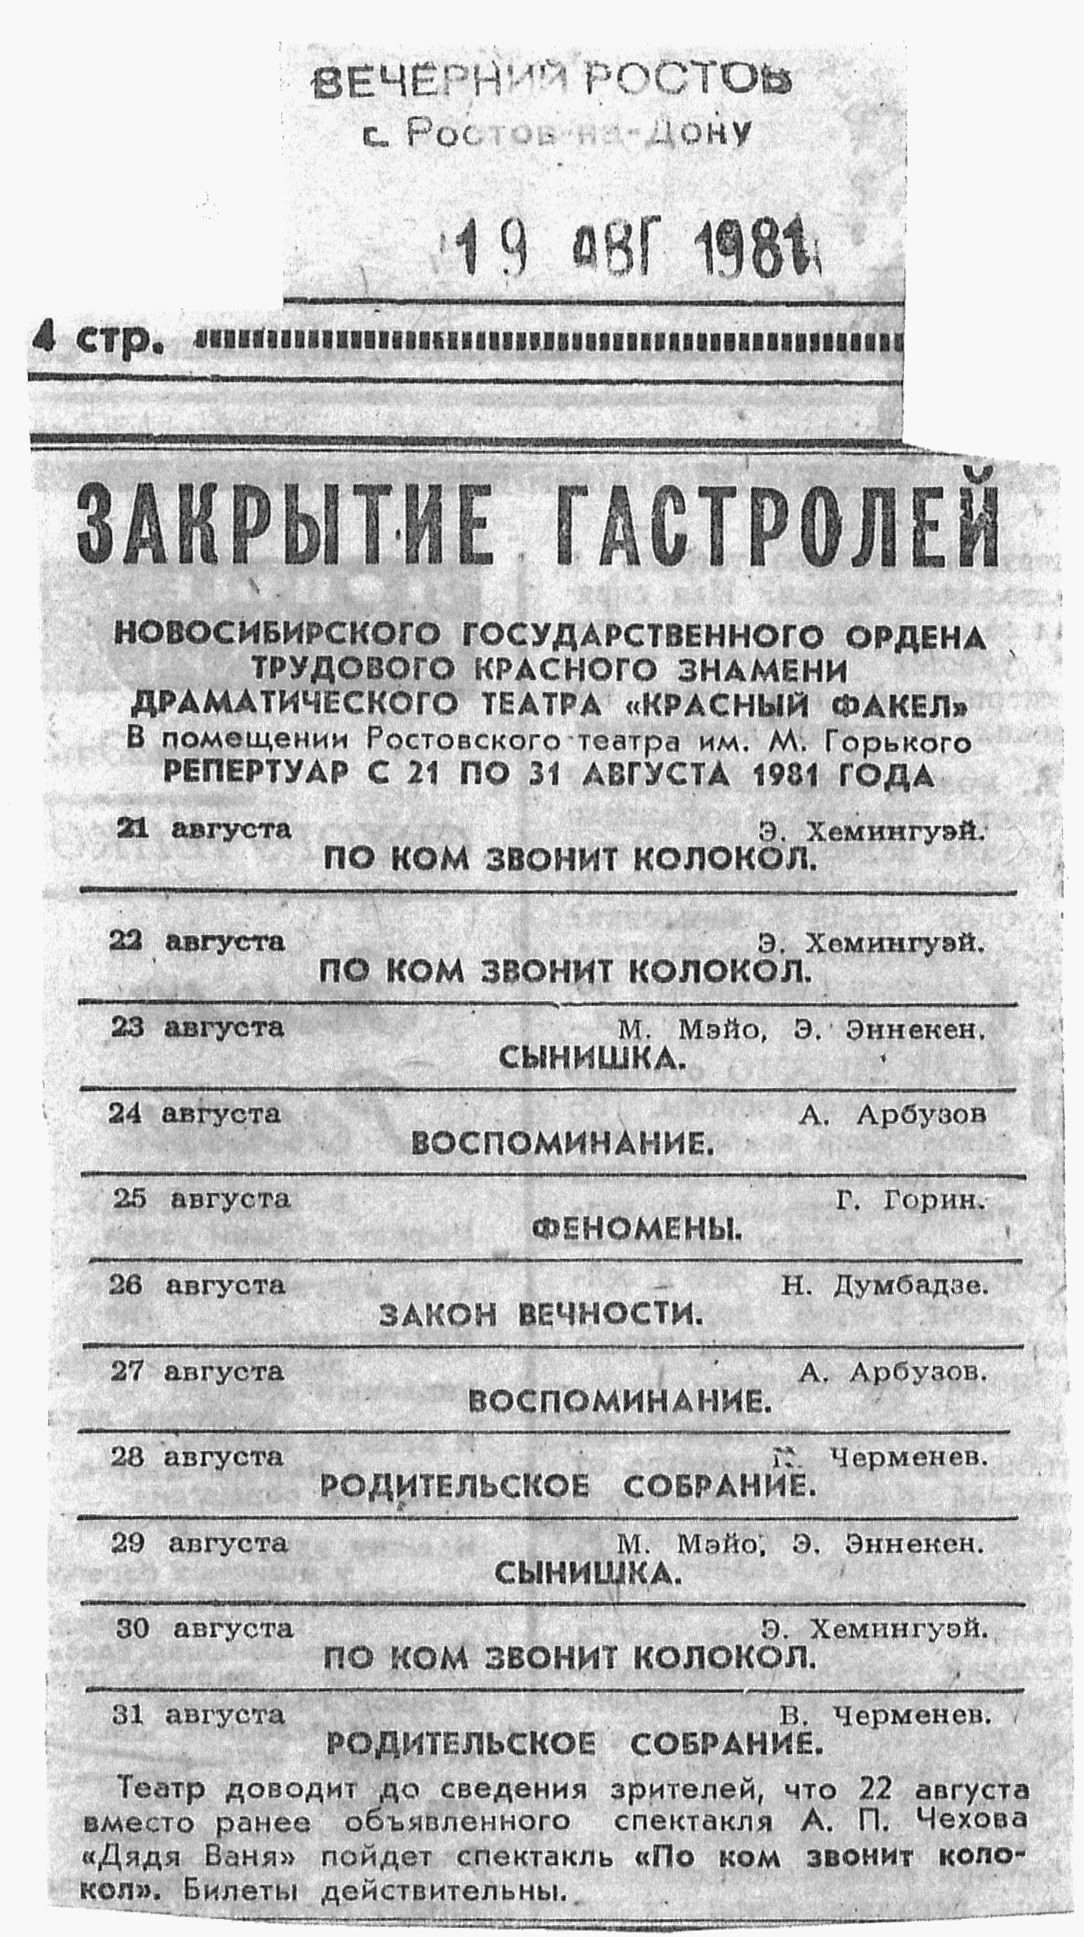 ВЕЧЕРНИЙ РОСТОВ
г. Ростов-на-Дону
19 АВГ 1981
4 стр.
ЗАКРЫТИЕ ГАСТРОЛЕЙ
НОВОСИБИРСКОГО ГОСУДАРСТВЕННОГО ОРДЕНА
ТРУДОВОГО КРАСНОГО ЗНАМЕНИ
ДРАМАТИЧЕСКОГО ТЕАТРА «КРАСНЫЙ ФАКЕЛ»
В помещении Ростовского театра им. М. Горького
РЕПЕРТУАР С 21 ПО 31 АВГУСТА 1981 ГОДА
21 августа Э. Хемингуэй.
ПО КОМ ЗВОНИТ КОЛОКОЛ.
22 августа Э. Хемингуэй.
ПО КОМ ЗВОНИТ КОЛОКОЛ.
23 августа М. Мэйо, Э. Эннекен.
СЫНИШКА.
24 августа А. Арбузов
ВОСПОМИНАНИЕ.
25 августа Г. Горин.
ФЕНОМЕНЫ.
26 августа Н. Думбадзе.
ЗАКОН ВЕЧНОСТИ.
27 августа А. Арбузов.
ВОСПОМИНАНИЕ.
28 августа Черменев.
РОДИТЕЛЬСКОЕ СОБРАНИЕ.
29 августа М. Мэйо, Э. Эннекен.
СЫНИШКА.
30 августа Э. Хемингуэй.
ПО КОМ ЗВОНИТ КОЛОКОЛ.
31 августа В. Черменев.
РОДИТЕЛЬСКОЕ СОБРАНИЕ.
Театр доводит до сведения зрителей, что 22 августа
вместо ранее объявленного спектакля А. П. Чехова
«Дядя Ваня» пойдет спектакль «По ком звонит коло-
кол». Билеты действительны.